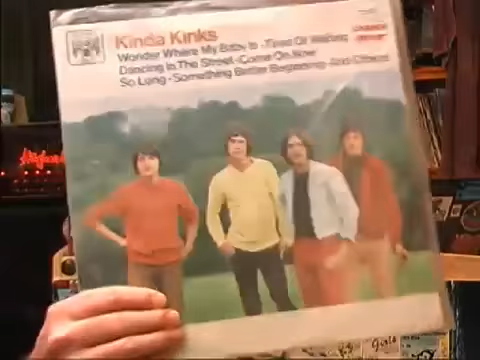 Kinda Kinks
Wonder Where My Baby Is - Tired Of Waiting
Dancing In The Street - Come On Now
So Long - Something Better Beginning And Others
Girls